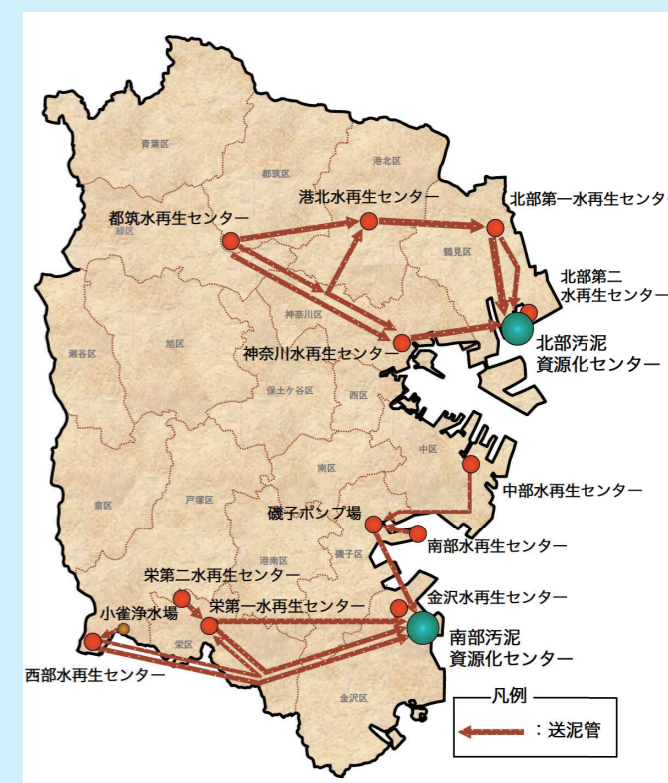 青葉区
都筑区
港北区
港北水再生センター
北部第一水再生センター
都筑水再生センター
緑区
鶴見区
北部第二
水再生センター
神奈川区
北部汚泥
資源化センター
神奈川水再生センター
瀬谷区
旭区
保土ケ谷区
西区
中区
南区
中部水再生センター
泉区
戸塚区
磯子ポンプ場
南部水再生センター
港南区
磯子区
栄第二水再生センター
小雀浄水場
栄第一水再生センター
金沢水再生センター
栄区
南部汚泥
資源化センター
西部水再生センター
金沢区
凡例
：送泥管